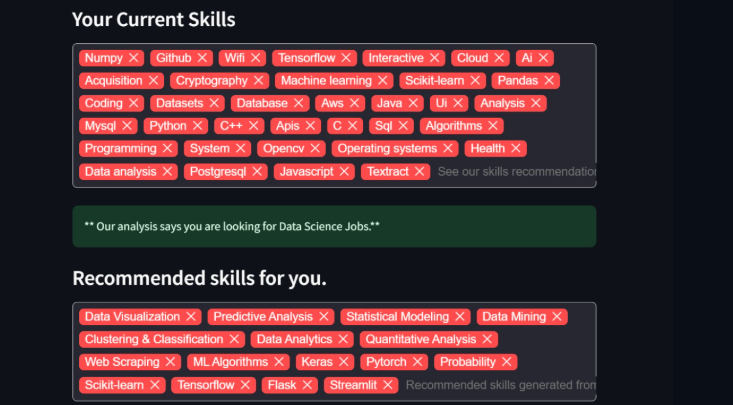 Your Current Skills
Numpy × Github × Wifi × Tensorflow × Interactive × Cloud × Ai ×
Acquisition × Cryptography × Machine learning × Scikit-learn × Pandas ×
Coding × Datasets × Database × Aws × Java × Ui × Analysis ×
Mysql × Python × C++ × Apis × C × Sql × Algorithms ×
Programming × System × Opencv × Operating systems × Health ×
Data analysis × Postgresql × Javascript × Textract × See our skills recommendation
** Our analysis says you are looking for Data Science Jobs.**
Recommended skills for you.
Data Visualization × Predictive Analysis × Statistical Modeling × Data Mining ×
Clustering & Classification × Data Analytics × Quantitative Analysis ×
Web Scraping × ML Algorithms × Keras × Pytorch × Probability ×
Scikit-learn × Tensorflow × Flask × Streamlit × Recommended skills generated from